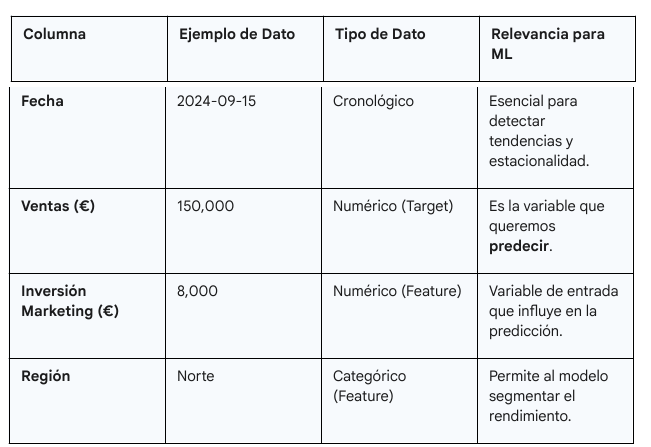 Columna
Ejemplo de Dato
Tipo de Dato
Relevancia para
ML
Fecha
2024-09-15
Cronológico
Esencial para
detectar
tendencias y
estacionalidad.
Ventas (€)
150,000
Numérico (Target)
Es la variable que
queremos
predecir.
Inversión
Marketing (€)
8,000
Numérico (Feature)
Variable de entrada
que influye en la
predicción.
Región
Norte
Categórico
(Feature)
Permite al modelo
segmentar el
rendimiento.